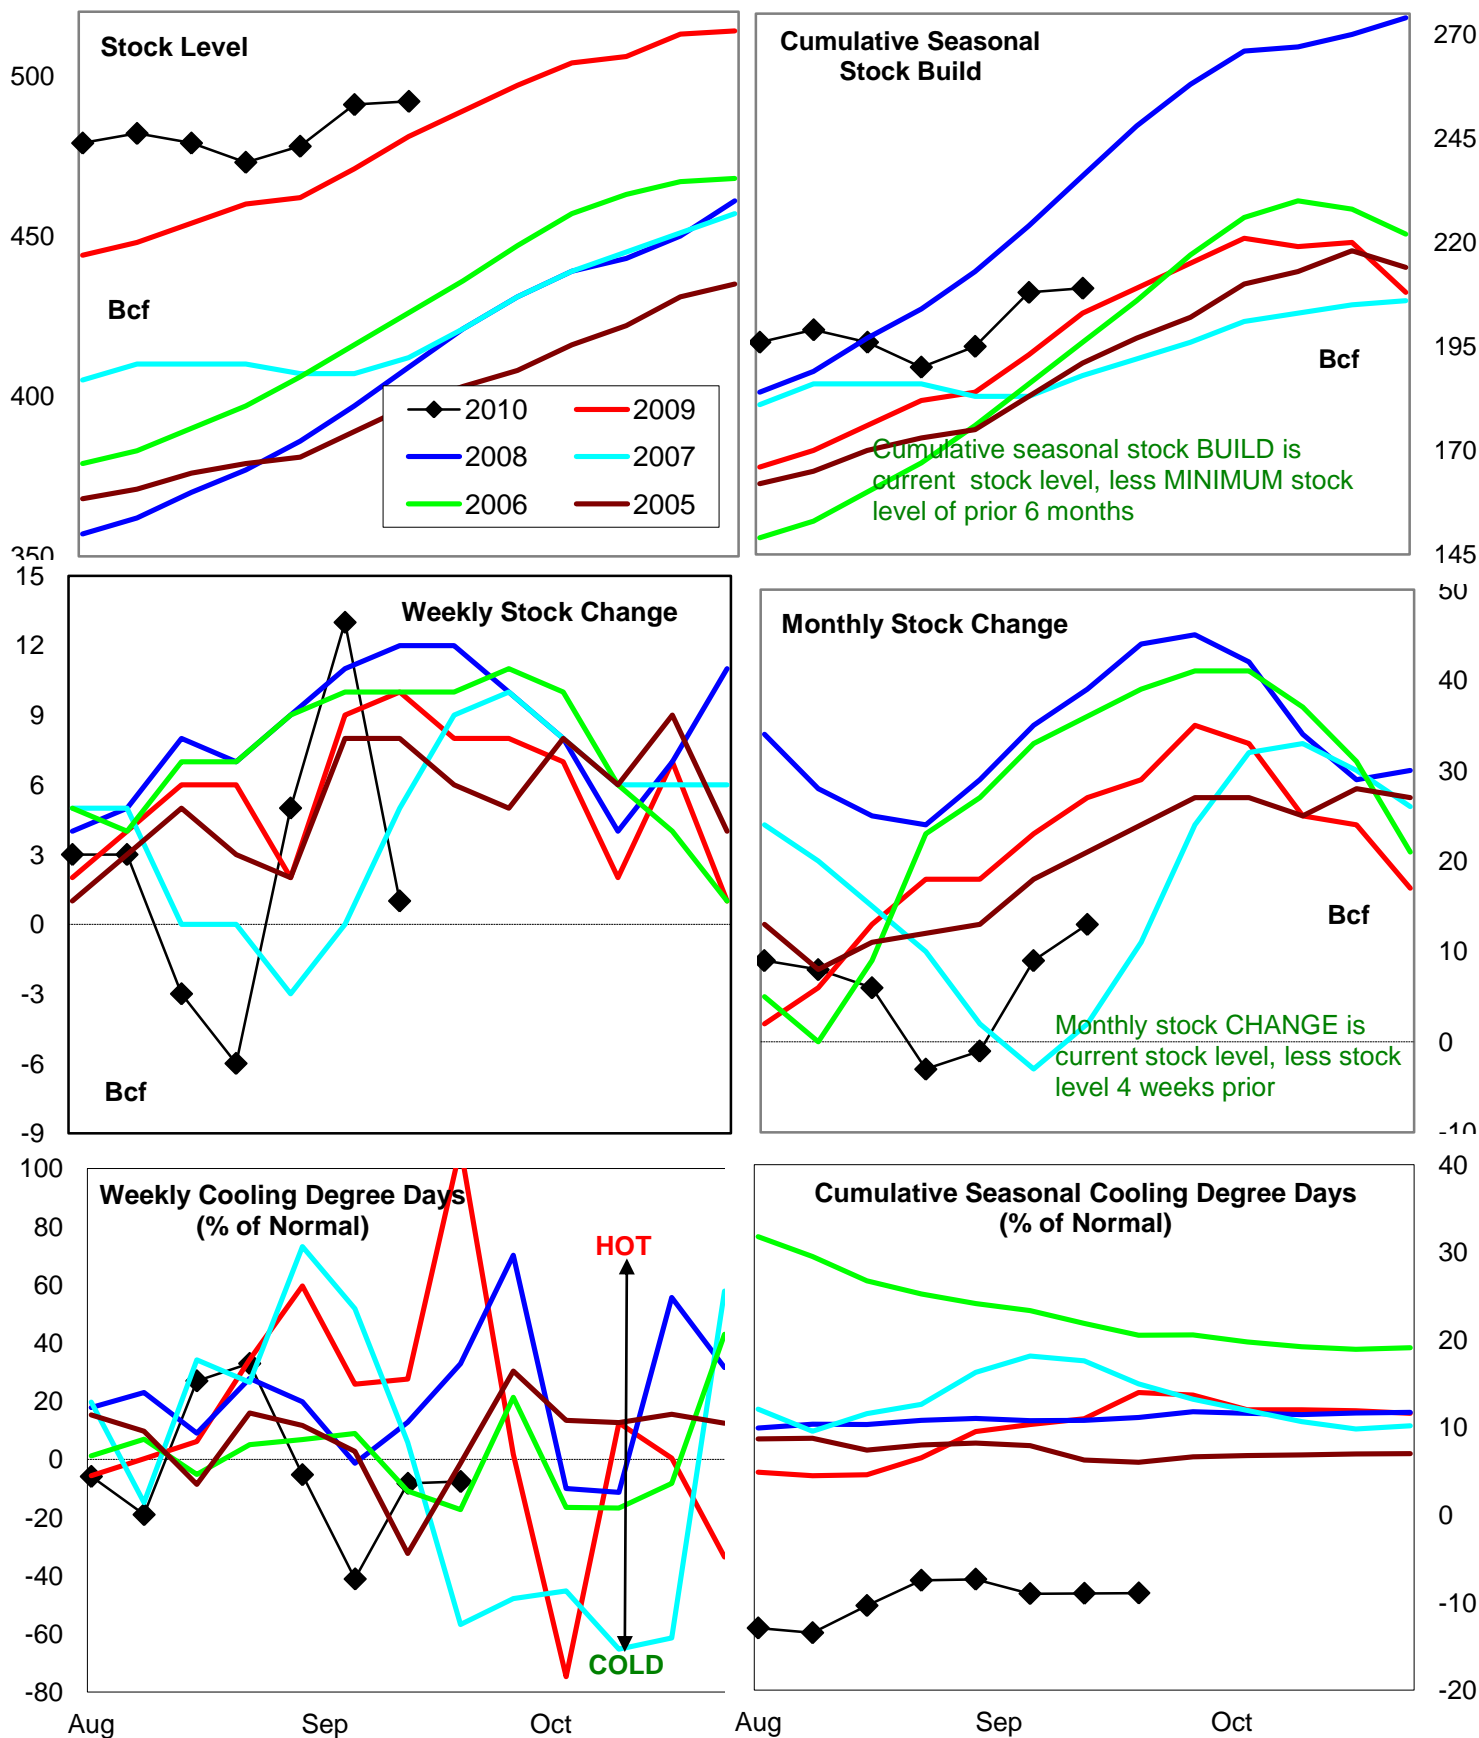 Stock Level
500
450
400
350
Bcf
2010
2009
2008
2007
2006
2005
Cumulative Seasonal
Stock Build
270
245
220
195
170
145
Bcf
Cumulative seasonal stock BUILD is
current stock level, less MINIMUM stock
level of prior 6 months
Weekly Stock Change
15
12
9
6
3
0
-3
-6
-9
Bcf
Monthly Stock Change
50
40
30
20
10
0
-10
Bcf
Monthly stock CHANGE is
current stock level, less stock
level 4 weeks prior
Weekly Cooling Degree Days
(% of Normal)
100
80
60
40
20
0
-20
-40
-60
-80
HOT
COLD
Aug
Sep
Oct
Cumulative Seasonal Cooling Degree Days
(% of Normal)
40
30
20
10
0
-10
-20
Aug
Sep
Oct